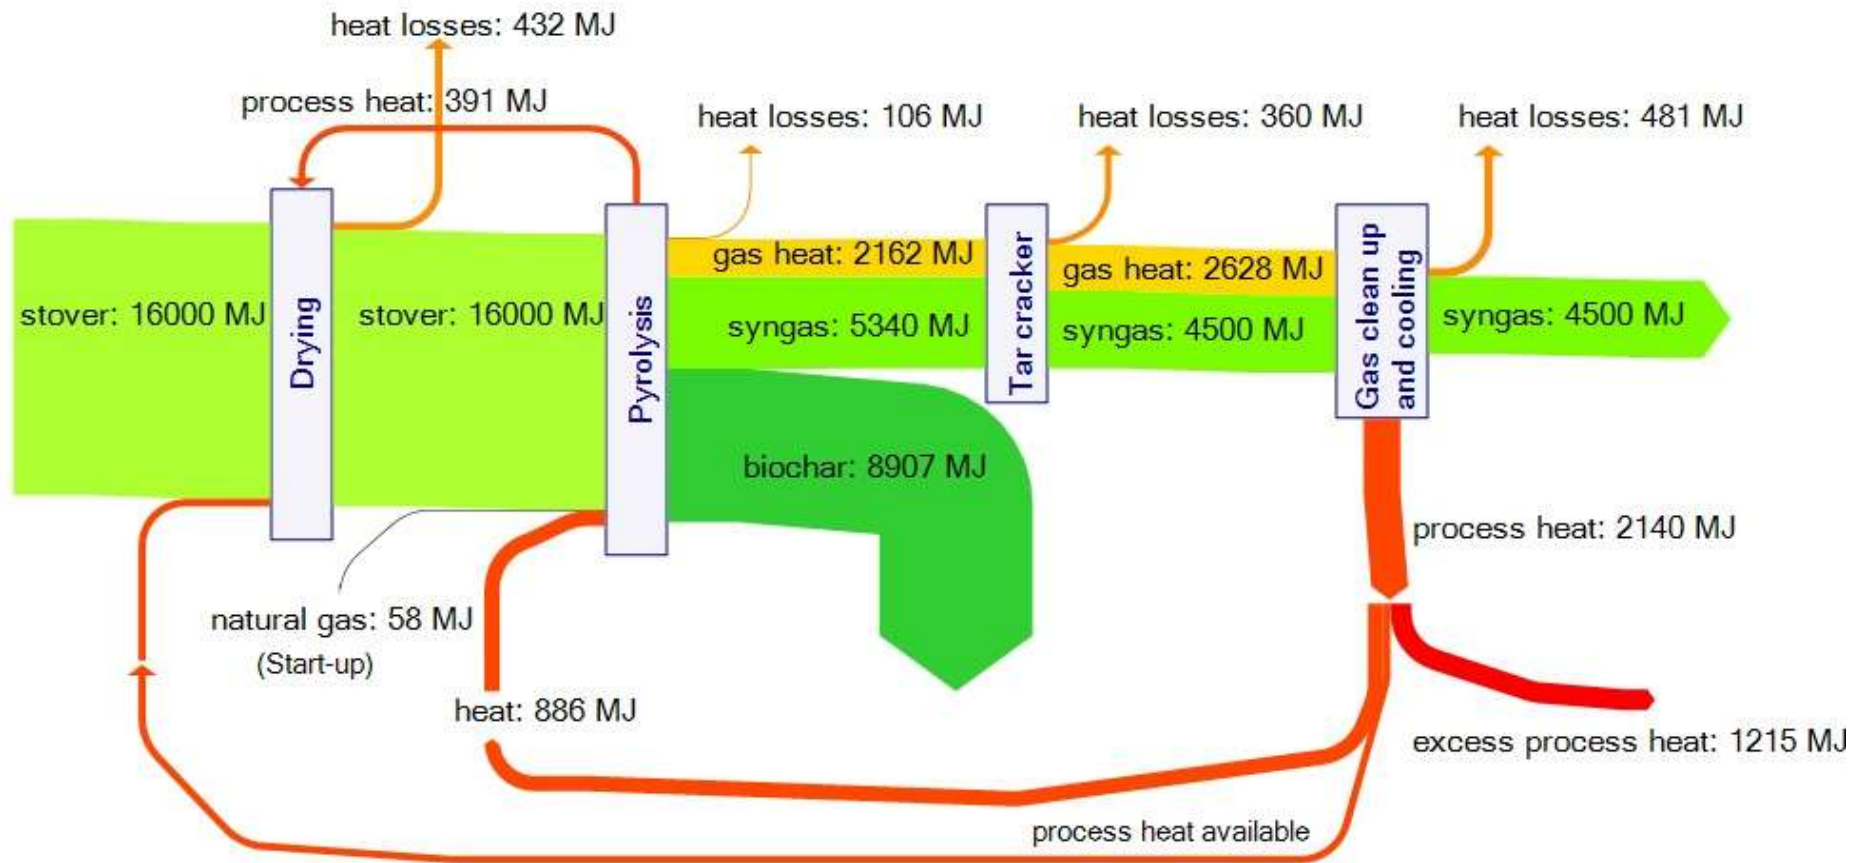 heat losses: 432 MJ
process heat: 391 MJ
heat losses: 106 MJ
heat losses: 360 MJ
heat losses: 481 MJ
stover: 16000 MJ
Drying
stover: 16000 MJ
Pyrolysis
gas heat: 2162 MJ
syngas: 5340 MJ
Tar cracker
gas heat: 2628 MJ
syngas: 4500 MJ
Gas clean up
and cooling
syngas: 4500 MJ
biochar: 8907 MJ
process heat: 2140 MJ
natural gas: 58 MJ
(Start-up)
heat: 886 MJ
excess process heat: 1215 MJ
process heat available